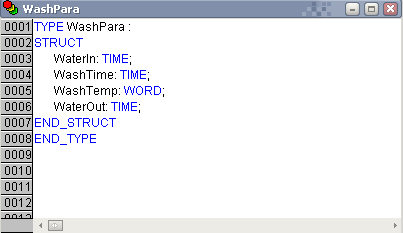 WashPara
0001 TYPE WashPara :
0002 STRUCT
0003 WaterIn: TIME;
0004 WashTime: TIME;
0005 WashTemp: WORD;
0006 WaterOut: TIME;
0007 END_STRUCT
0008 END_TYPE
0009
0010
0011
0012
0013